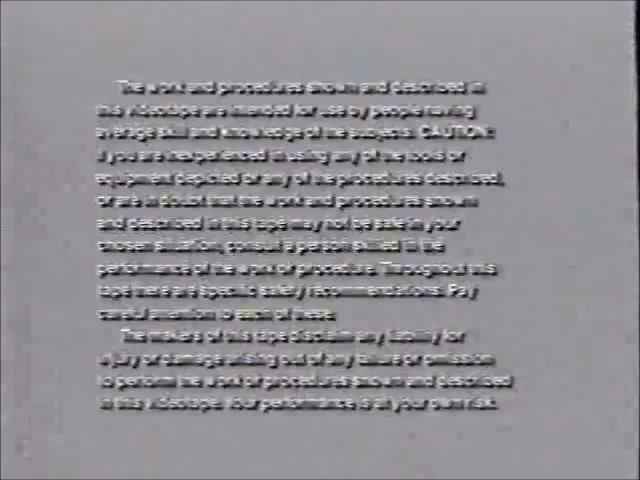 The work and procedures shown and described in
this videotape are intended for use by people having
average skill and knowledge of the subjects. CAUTION:
if you are inexperienced in using any of the tools or
equipment depicted or any of the procedures described,
or are in doubt that the work and procedures shown
and described in this tape may not be safe in your
chosen situation, consult a person skilled in the
performance of the work or procedure. Throughout this
tape there are specific safety recommendations. Pay
careful attention to each of these.
The makers of this tape disclaim any liability for
injury or damage arising out of any failure or omission
to perform the work or procedures shown and described
in this videotape. Your performance is at your own risk.